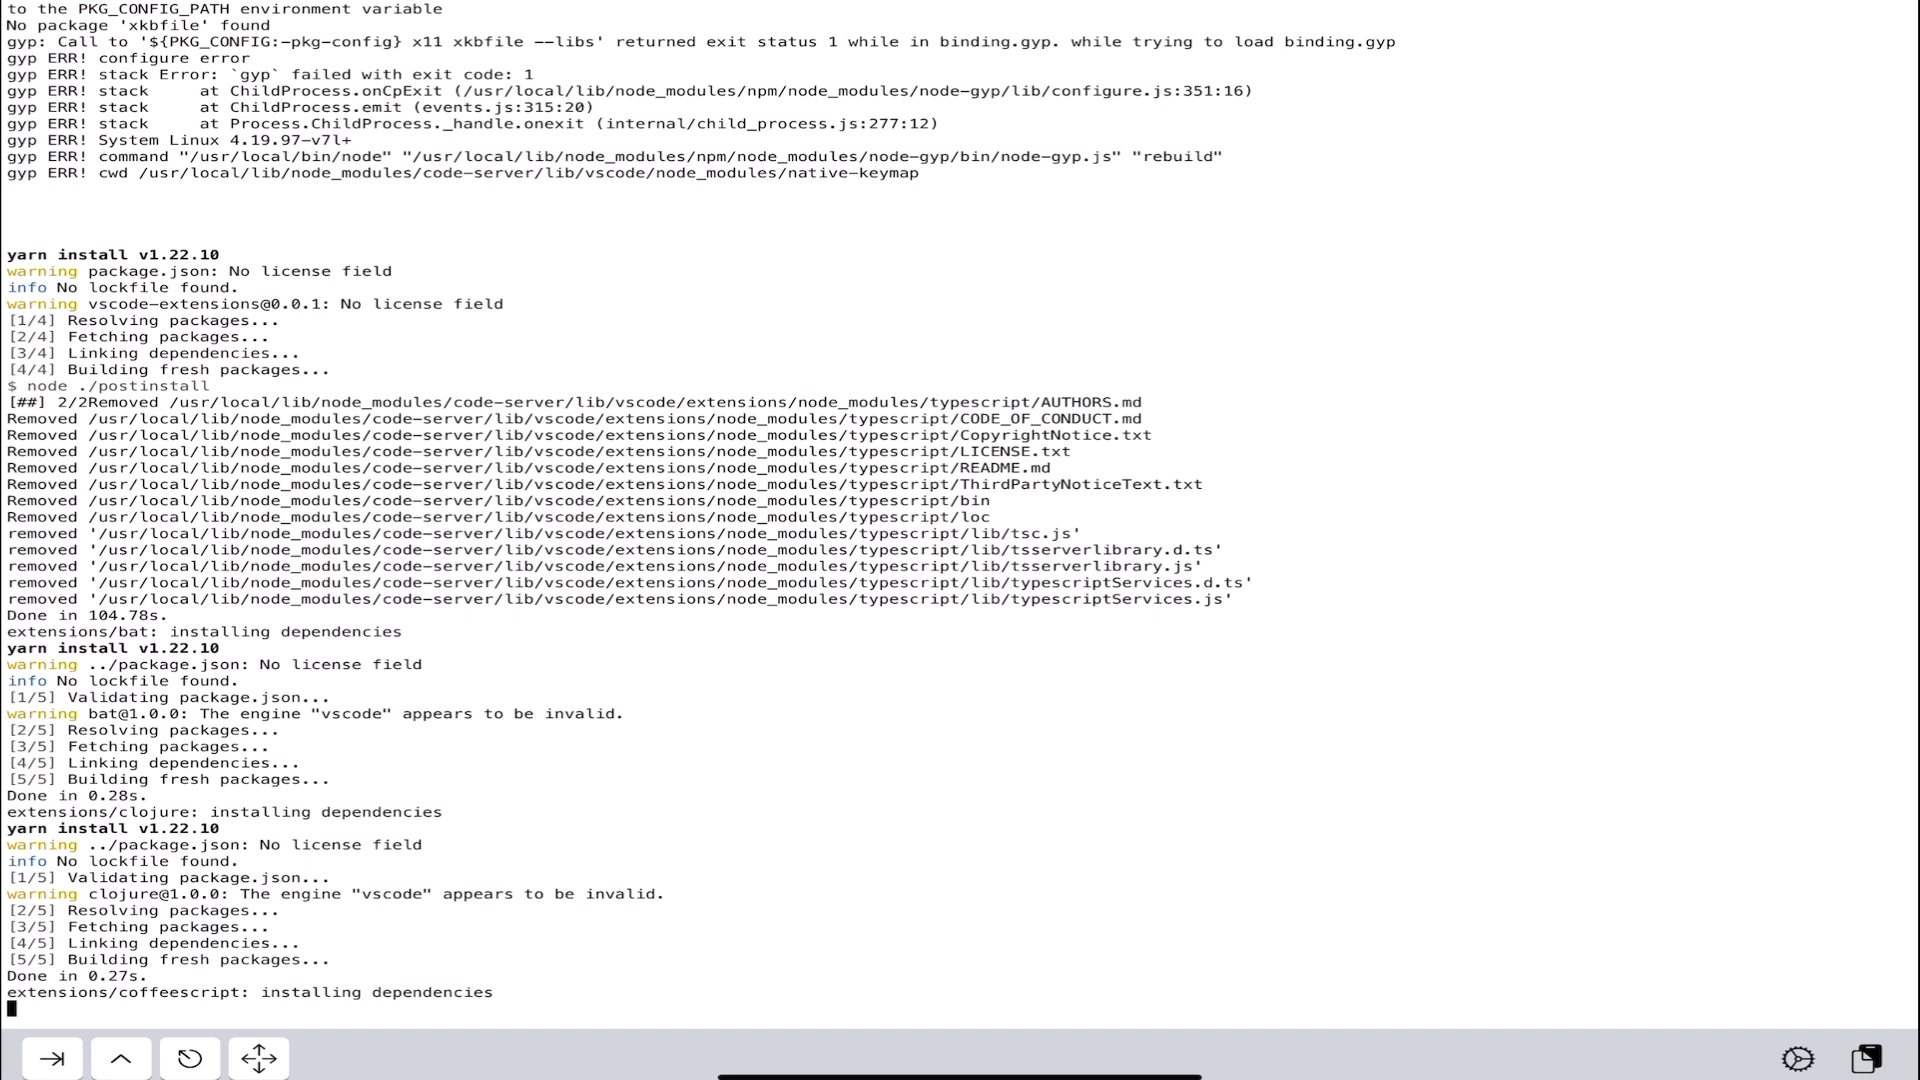 to the PKG_CONFIG_PATH environment variable
No package 'xkbfile' found
gyp: Call to '${PKG_CONFIG:-pkg-config} x11 xkbfile --libs' returned exit status 1 while in binding.gyp. while trying to load binding.gyp
gyp ERR! configure error
gyp ERR! stack Error: `gyp` failed with exit code: 1
gyp ERR! stack     at ChildProcess.onCpExit (/usr/local/lib/node_modules/npm/node_modules/node-gyp/lib/configure.js:351:16)
gyp ERR! stack     at ChildProcess.emit (events.js:315:20)
gyp ERR! stack     at Process.ChildProcess._handle.onexit (internal/child_process.js:277:12)
gyp ERR! System Linux 4.19.97-v7l+
gyp ERR! command "/usr/local/bin/node" "/usr/local/lib/node_modules/npm/node_modules/node-gyp/bin/node-gyp.js" "rebuild"
gyp ERR! cwd /usr/local/lib/node_modules/code-server/lib/vscode/node_modules/native-keymap
yarn install v1.22.10
warning package.json: No license field
info No lockfile found.
warning vscode-extensions@0.0.1: No license field
[1/4] Resolving packages...
[2/4] Fetching packages...
[3/4] Linking dependencies...
[4/4] Building fresh packages...
$ node ./postinstall
[##] 2/2Removed /usr/local/lib/node_modules/code-server/lib/vscode/extensions/node_modules/typescript/AUTHORS.md
Removed /usr/local/lib/node_modules/code-server/lib/vscode/extensions/node_modules/typescript/CODE_OF_CONDUCT.md
Removed /usr/local/lib/node_modules/code-server/lib/vscode/extensions/node_modules/typescript/CopyrightNotice.txt
Removed /usr/local/lib/node_modules/code-server/lib/vscode/extensions/node_modules/typescript/LICENSE.txt
Removed /usr/local/lib/node_modules/code-server/lib/vscode/extensions/node_modules/typescript/README.md
Removed /usr/local/lib/node_modules/code-server/lib/vscode/extensions/node_modules/typescript/ThirdPartyNoticeText.txt
Removed /usr/local/lib/node_modules/code-server/lib/vscode/extensions/node_modules/typescript/bin
Removed /usr/local/lib/node_modules/code-server/lib/vscode/extensions/node_modules/typescript/loc
removed '/usr/local/lib/node_modules/code-server/lib/vscode/extensions/node_modules/typescript/lib/tsc.js'
removed '/usr/local/lib/node_modules/code-server/lib/vscode/extensions/node_modules/typescript/lib/tsserverlibrary.d.ts'
removed '/usr/local/lib/node_modules/code-server/lib/vscode/extensions/node_modules/typescript/lib/tsserverlibrary.js'
removed '/usr/local/lib/node_modules/code-server/lib/vscode/extensions/node_modules/typescript/lib/typescriptServices.d.ts'
removed '/usr/local/lib/node_modules/code-server/lib/vscode/extensions/node_modules/typescript/lib/typescriptServices.js'
Done in 104.78s.
extensions/bat: installing dependencies
yarn install v1.22.10
warning ../package.json: No license field
info No lockfile found.
[1/5] Validating package.json...
warning bat@1.0.0: The engine "vscode" appears to be invalid.
[2/5] Resolving packages...
[3/5] Fetching packages...
[4/5] Linking dependencies...
[5/5] Building fresh packages...
Done in 0.28s.
extensions/clojure: installing dependencies
yarn install v1.22.10
warning ../package.json: No license field
info No lockfile found.
[1/5] Validating package.json...
warning clojure@1.0.0: The engine "vscode" appears to be invalid.
[2/5] Resolving packages...
[3/5] Fetching packages...
[4/5] Linking dependencies...
[5/5] Building fresh packages...
Done in 0.27s.
extensions/coffeescript: installing dependencies